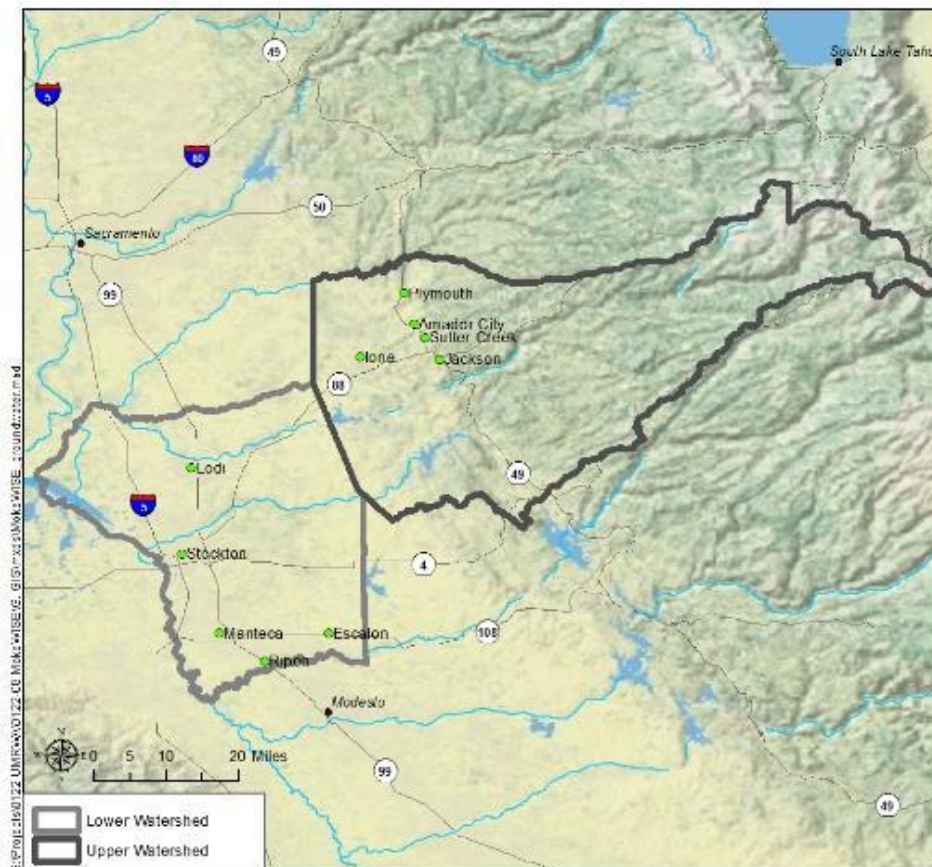 49
South Lake Taho
5
80
50
Sacramento
99
Plymouth
Amador City
Sutter Creek
Ione
Jackson
88
Lodi
49
5
Stockton
4
Manteca
Escalon
108
Ripon
Modesto
N
0 5 10 20 Miles
99
49
Lower Watershed
Upper Watershed